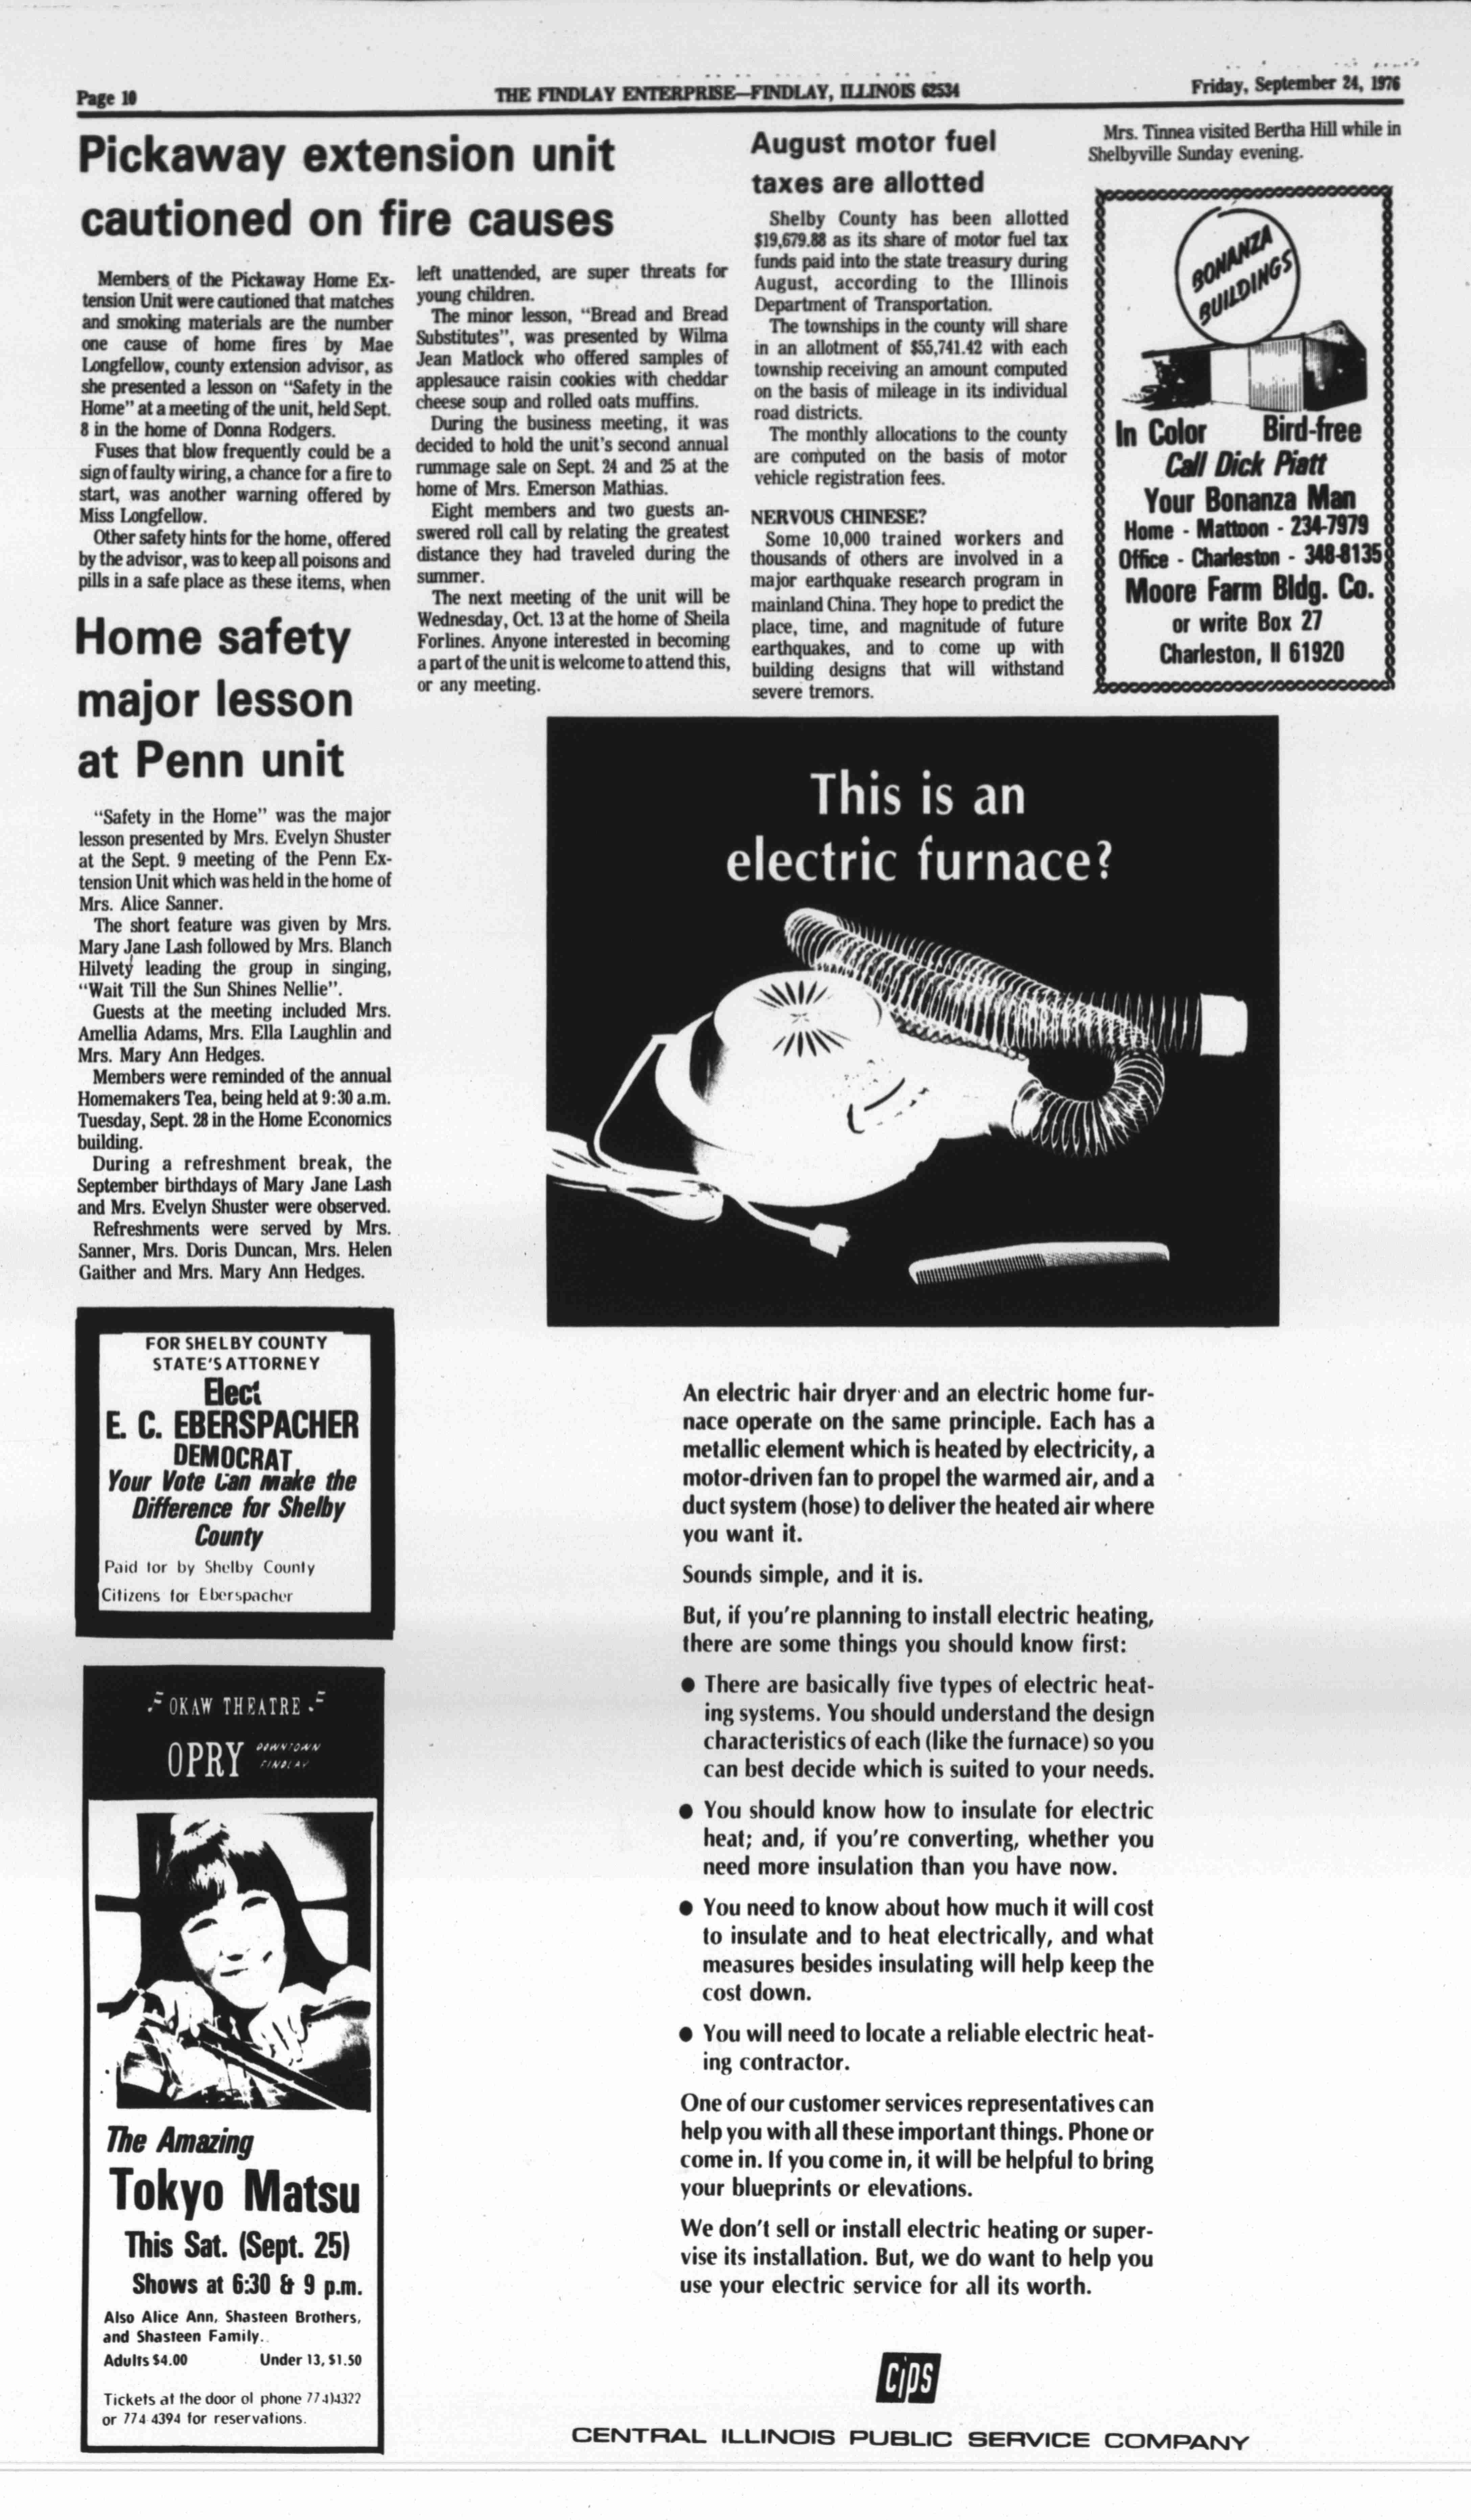 Page 10
THE FINDLAY ENTERPRISE—FINDLAY, ILLINOIS 62534
Friday, September 24, 1976
Pickaway extension unit
cautioned on fire causes
Members of the Pickaway Home Ex-
tension Unit were cautioned that matches
and smoking materials are the number
one cause of home fires by Mae
Longfellow, county extension advisor, as
she presented a lesson on "Safety in the
Home" at a meeting of the unit, held Sept.
8 in the home of Donna Rodgers.
Fuses that blow frequently could be a
sign of faulty wiring, a chance for a fire to
start, was another warning offered by
Miss Longfellow.
Other safety hints for the home, offered
by the advisor, was to keep all poisons and
pills in a safe place as these items, when
left unattended, are super threats for
young children.
The minor lesson, "Bread and Bread
Substitutes", was presented by Wilma
Jean Matlock who offered samples of
applesauce raisin cookies with cheddar
cheese soup and rolled oats muffins.
During the business meeting, it was
decided to hold the unit's second annual
rummage sale on Sept. 24 and 25 at the
home of Mrs. Emerson Mathias.
Eight members and two guests an-
swered roll call by relating the greatest
distance they had traveled during the
summer.
The next meeting of the unit will be
Wednesday, Oct. 13 at the home of Sheila
Forlines. Anyone interested in becoming
a part of the unit is welcome to attend this,
or any meeting.
Home safety
major lesson
at Penn unit
"Safety in the Home" was the major
lesson presented by Mrs. Evelyn Shuster
at the Sept. 9 meeting of the Penn Ex-
tension Unit which was held in the home of
Mrs. Alice Sanner.
The short feature was given by Mrs.
Mary Jane Lash followed by Mrs. Blanch
Hilvety leading the group in singing,
"Wait Till the Sun Shines Nellie".
Guests at the meeting included Mrs.
Amellia Adams, Mrs. Ella Laughlin and
Mrs. Mary Ann Hedges.
Members were reminded of the annual
Homemakers Tea, being held at 9:30 a.m.
Tuesday, Sept. 28 in the Home Economics
building.
During a refreshment break, the
September birthdays of Mary Jane Lash
and Mrs. Evelyn Shuster were observed.
Refreshments were served by Mrs.
Sanner, Mrs. Doris Duncan, Mrs. Helen
Gaither and Mrs. Mary Ann Hedges.
August motor fuel
taxes are allotted
Shelby County has been allotted
$19,679.88 as its share of motor fuel tax
funds paid into the state treasury during
August, according to the Illinois
Department of Transportation.
The townships in the county will share
in an allotment of $55,741.42 with each
township receiving an amount computed
on the basis of mileage in its individual
road districts.
The monthly allocations to the county
are computed on the basis of motor
vehicle registration fees.
NERVOUS CHINESE?
Some 10,000 trained workers and
thousands of others are involved in a
major earthquake research program in
mainland China. They hope to predict the
place, time, and magnitude of future
earthquakes, and to come up with
building designs that will withstand
severe tremors.
Mrs. Tinnea visited Bertha Hill while in
Shelbyville Sunday evening.
BONANZA
BUILDINGS
In Color Bird-free
Call Dick Piatt
Your Bonanza Man
Home - Mattoon - 234-7979
Office - Charleston - 348-8135
Moore Farm Bldg. Co.
or write Box 27
Charleston, Il 61920
This is an
electric furnace?
An electric hair dryer and an electric home fur-
nace operate on the same principle. Each has a
metallic element which is heated by electricity, a
motor-driven fan to propel the warmed air, and a
duct system (hose) to deliver the heated air where
you want it.
Sounds simple, and it is.
But, if you're planning to install electric heating,
there are some things you should know first:
● There are basically five types of electric heat-
ing systems. You should understand the design
characteristics of each (like the furnace) so you
can best decide which is suited to your needs.
● You should know how to insulate for electric
heat; and, if you're converting, whether you
need more insulation than you have now.
● You need to know about how much it will cost
to insulate and to heat electrically, and what
measures besides insulating will help keep the
cost down.
● You will need to locate a reliable electric heat-
ing contractor.
One of our customer services representatives can
help you with all these important things. Phone or
come in. If you come in, it will be helpful to bring
your blueprints or elevations.
We don't sell or install electric heating or super-
vise its installation. But, we do want to help you
use your electric service for all its worth.
CIPS
CENTRAL ILLINOIS PUBLIC SERVICE COMPANY
FOR SHELBY COUNTY
STATE'S ATTORNEY
Elect
E. C. EBERSPACHER
DEMOCRAT
Your Vote Can Make the
Difference for Shelby
County
Paid for by Shelby County
Citizens for Eberspacher
OKAW THEATRE
OPRY DOWNTOWN
FINDLAY
The Amazing
Tokyo Matsu
This Sat. (Sept. 25)
Shows at 6:30 & 9 p.m.
Also Alice Ann, Shasteen Brothers,
and Shasteen Family.
Adults $4.00 Under 13, $1.50
Tickets at the door ol phone 774)4322
or 774 4394 for reservations.